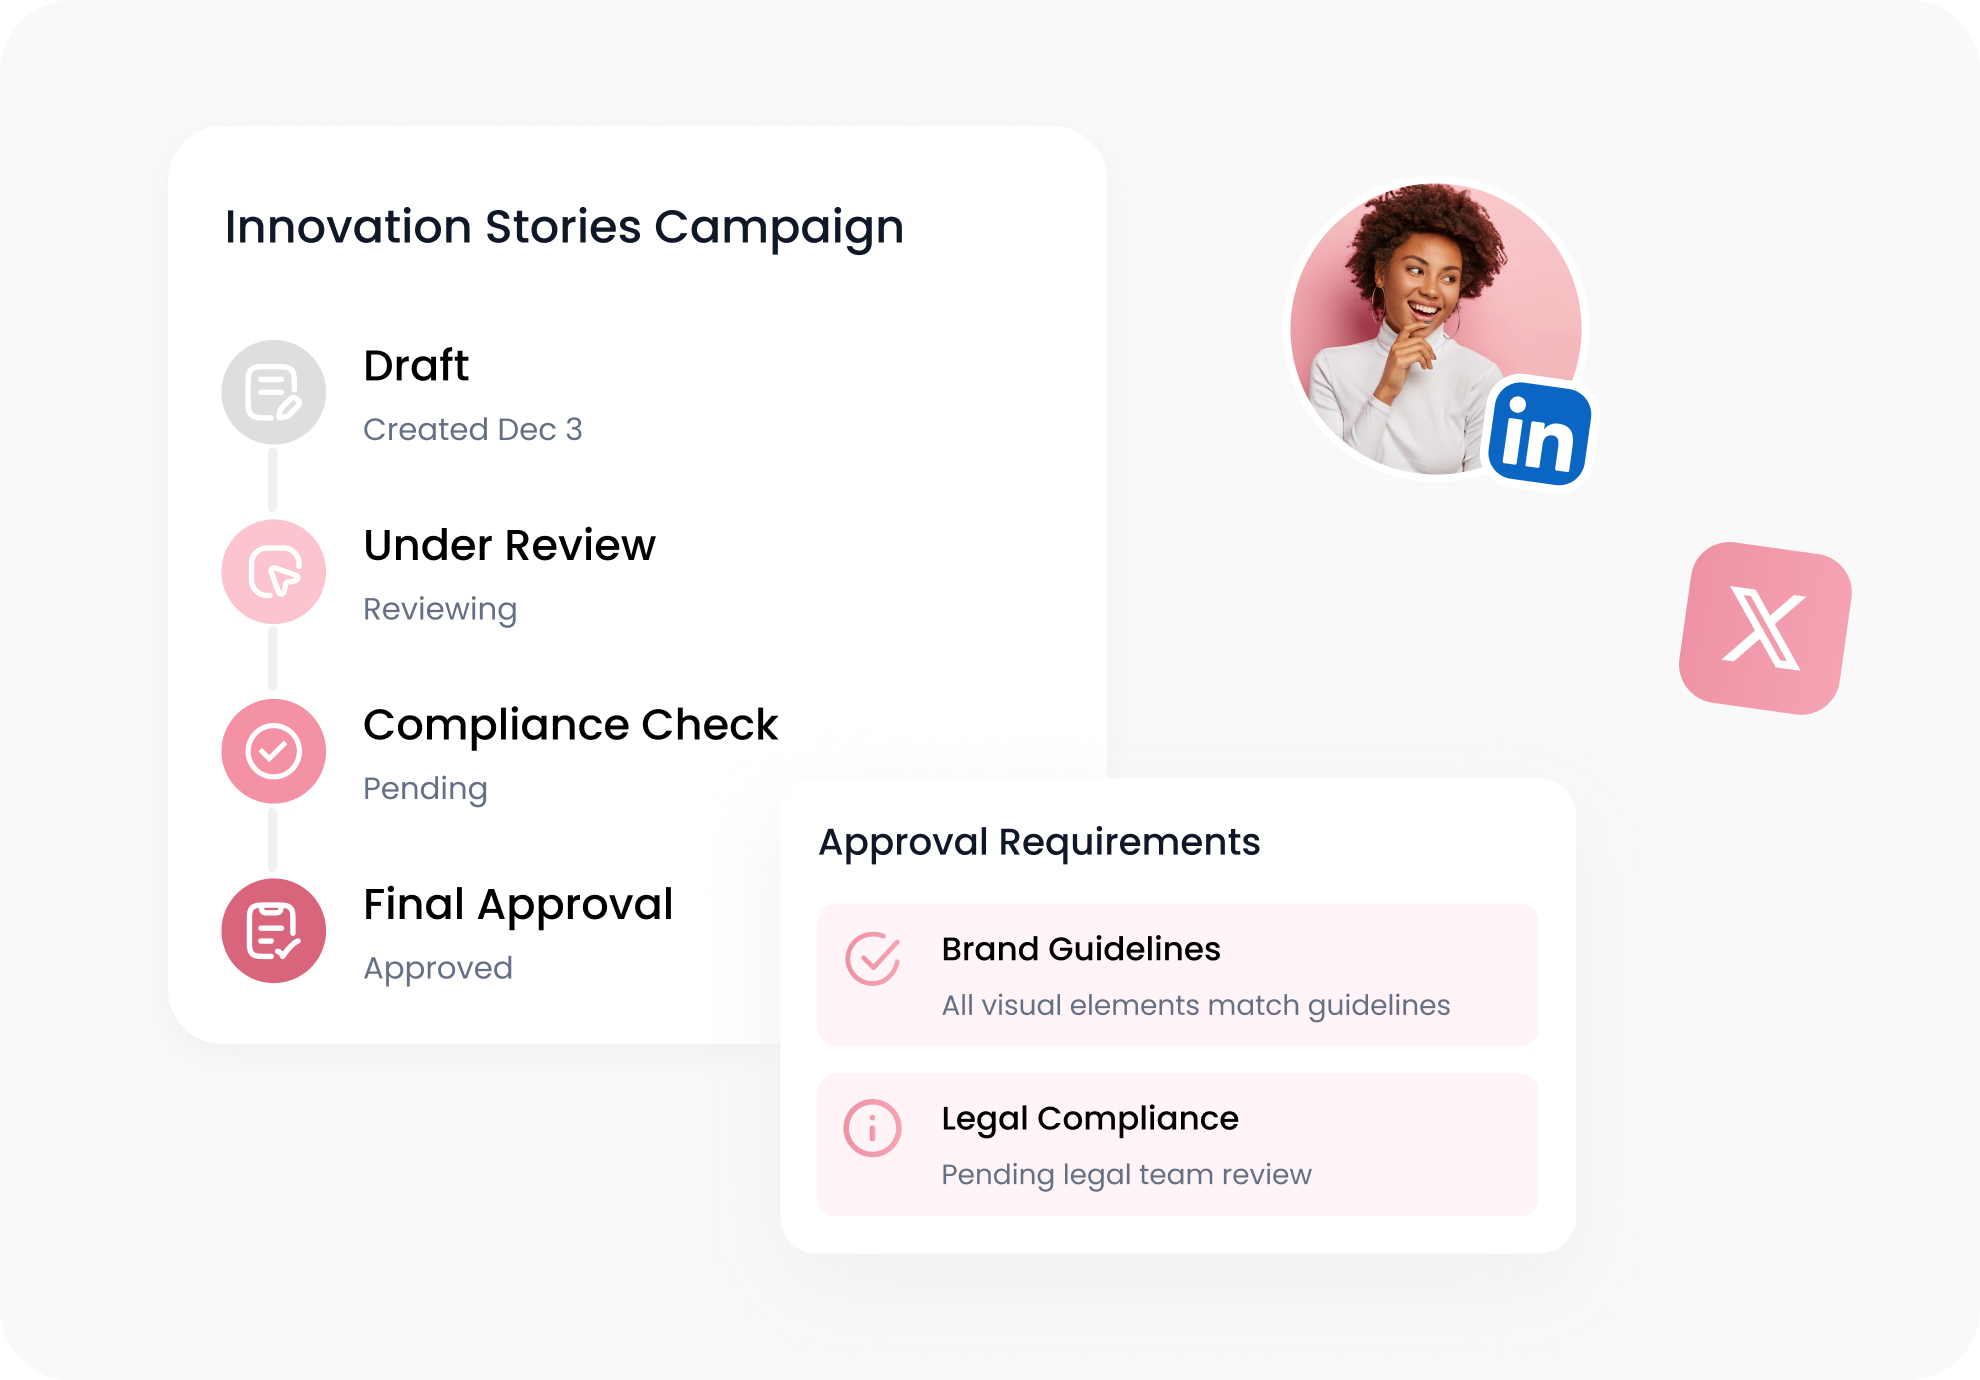 Innovation Stories Campaign
Draft
Created Dec 3
Under Review
Reviewing
Compliance Check
Pending
Final Approval
Approved
in
X
Approval Requirements
Brand Guidelines
All visual elements match guidelines
Legal Compliance
Pending legal team review